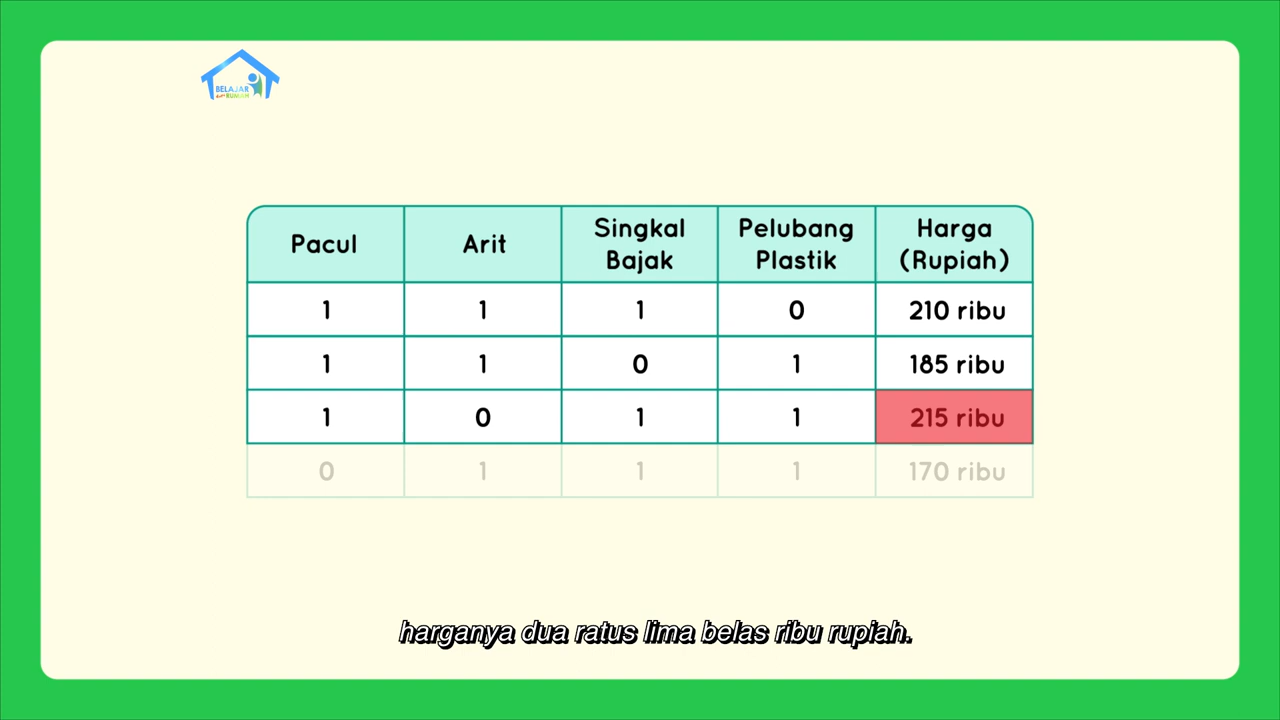 BELAJAR
dari RUMAH
Pacul Arit Singkal Bajak Pelubang Plastik Harga (Rupiah)
1 1 1 0 210 ribu
1 1 0 1 185 ribu
1 0 1 1 215 ribu
0 1 1 1 170 ribu
harganya dua ratus lima belas ribu rupiah.